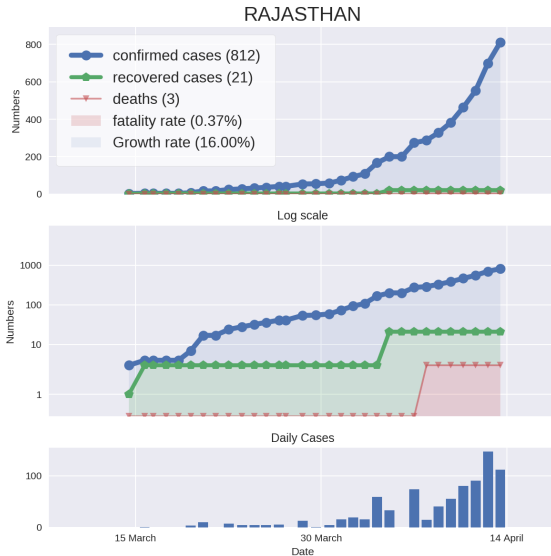 RAJASTHAN
800
600
400
200
0
Numbers
confirmed cases (812)
recovered cases (21)
deaths (3)
fatality rate (0.37%)
Growth rate (16.00%)
Log scale
1000
100
10
1
Numbers
Daily Cases
100
0
15 March
30 March
14 April
Date